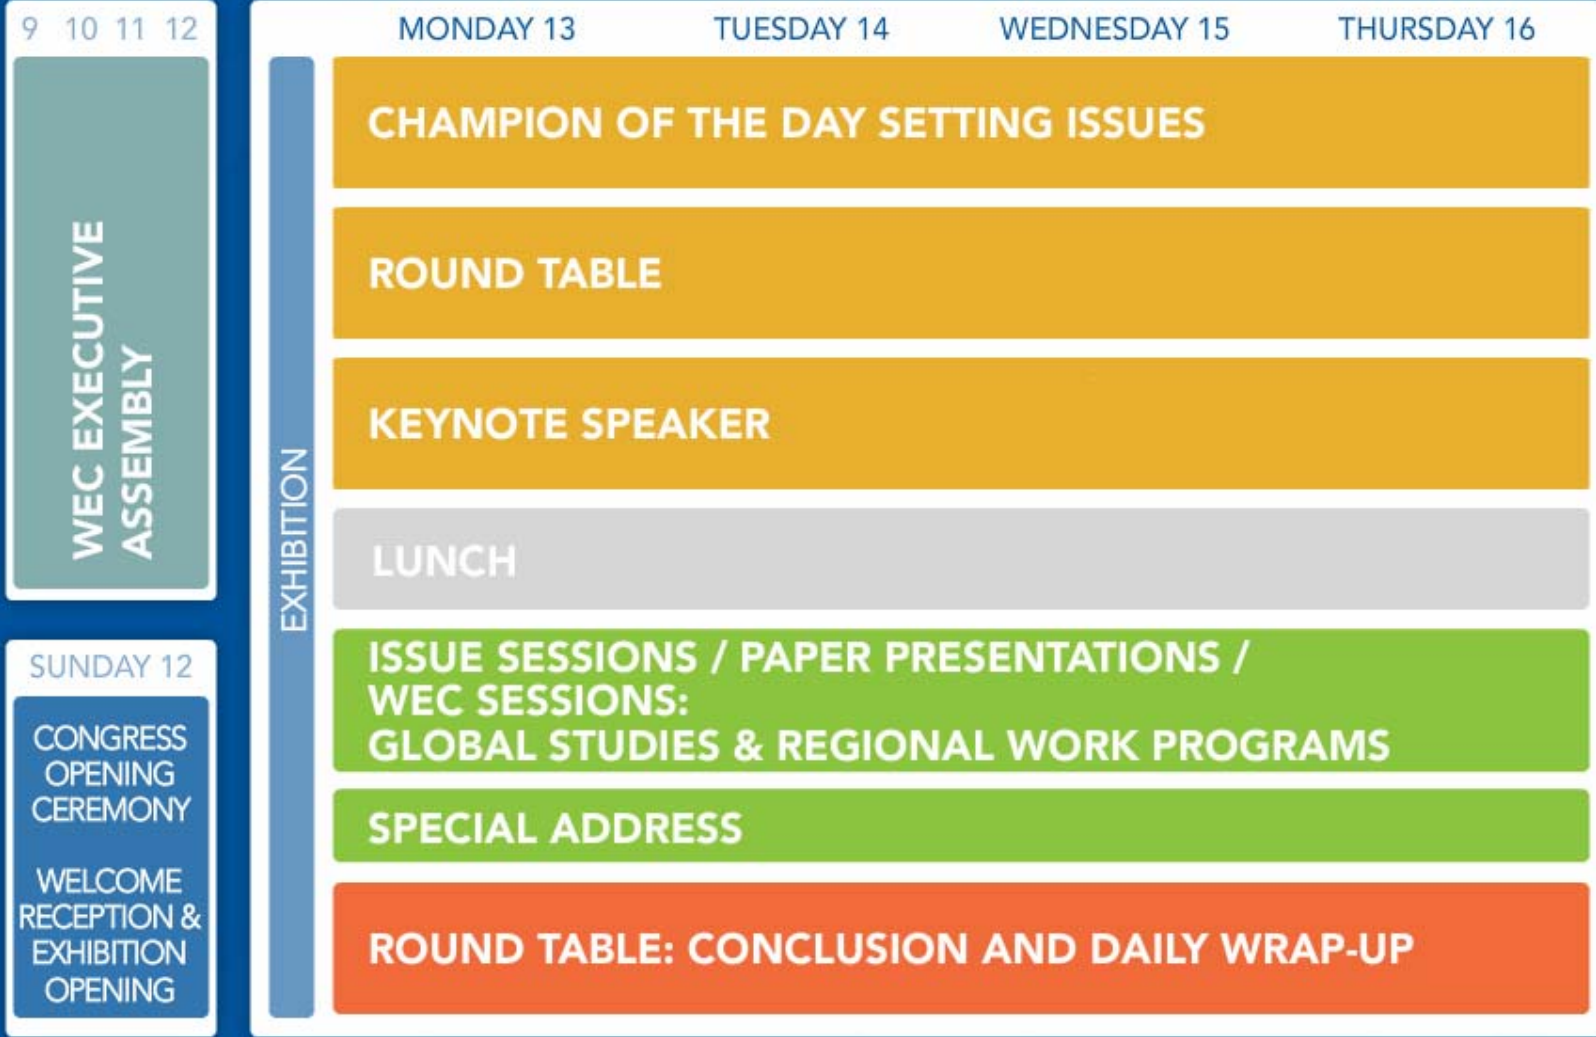 9 10 11 12
WEC EXECUTIVE
ASSEMBLY
SUNDAY 12
CONGRESS
OPENING
CEREMONY
WELCOME
RECEPTION &
EXHIBITION
OPENING
MONDAY 13 TUESDAY 14 WEDNESDAY 15 THURSDAY 16
EXHIBITION
CHAMPION OF THE DAY SETTING ISSUES
ROUND TABLE
KEYNOTE SPEAKER
LUNCH
ISSUE SESSIONS / PAPER PRESENTATIONS /
WEC SESSIONS:
GLOBAL STUDIES & REGIONAL WORK PROGRAMS
SPECIAL ADDRESS
ROUND TABLE: CONCLUSION AND DAILY WRAP-UP